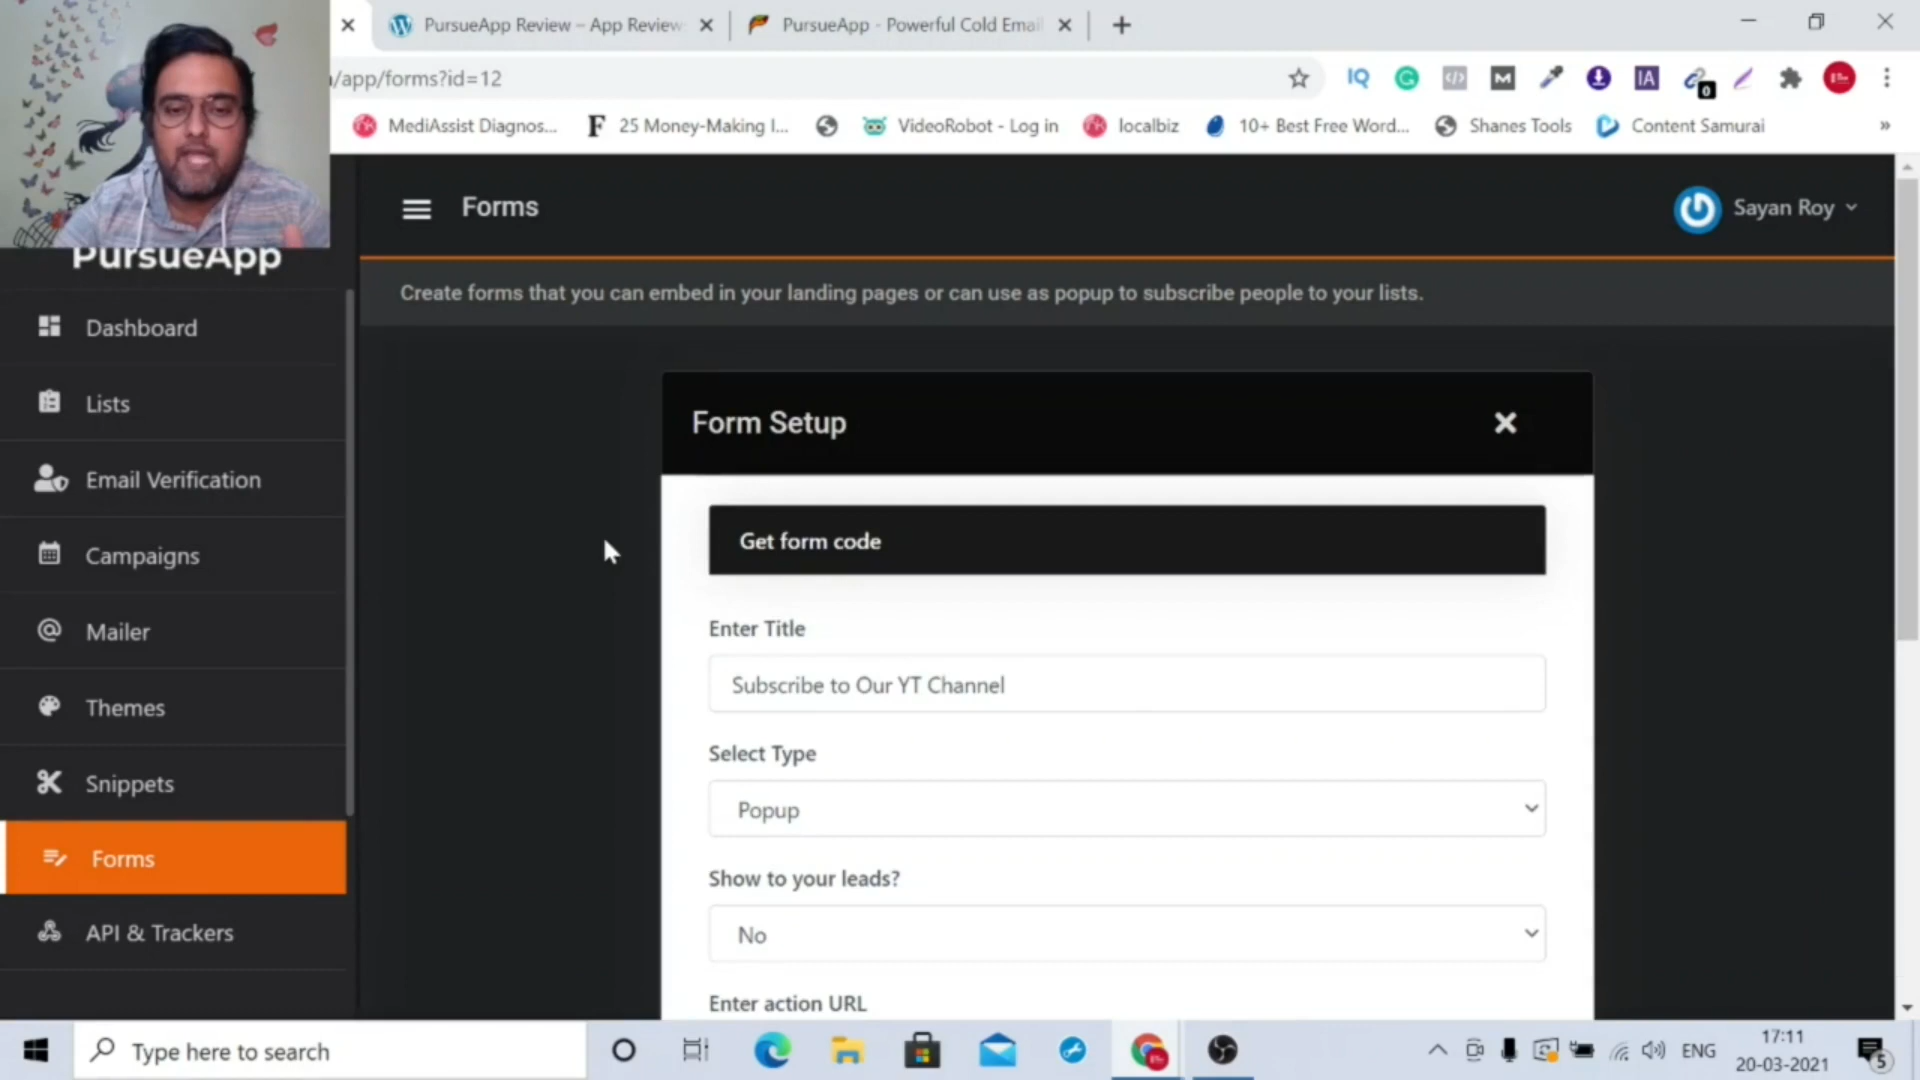 PursueApp Review – App Review
PursueApp - Powerful Cold Email
/app/forms?id=12
IQ
M
IA
0
MediAssist Diagnos...
F
25 Money-Making I...
VideoRobot - Log in
localbiz
10+ Best Free Word...
Shanes Tools
Content Samurai
»
Forms
Sayan Roy
PursueApp
Create forms that you can embed in your landing pages or can use as popup to subscribe people to your lists.
Dashboard
Lists
Email Verification
Campaigns
Mailer
Themes
Snippets
Forms
API & Trackers
Form Setup
Get form code
Enter Title
Subscribe to Our YT Channel
Select Type
Popup
Show to your leads?
No
Enter action URL
Type here to search
ENG
17:11
20-03-2021
5